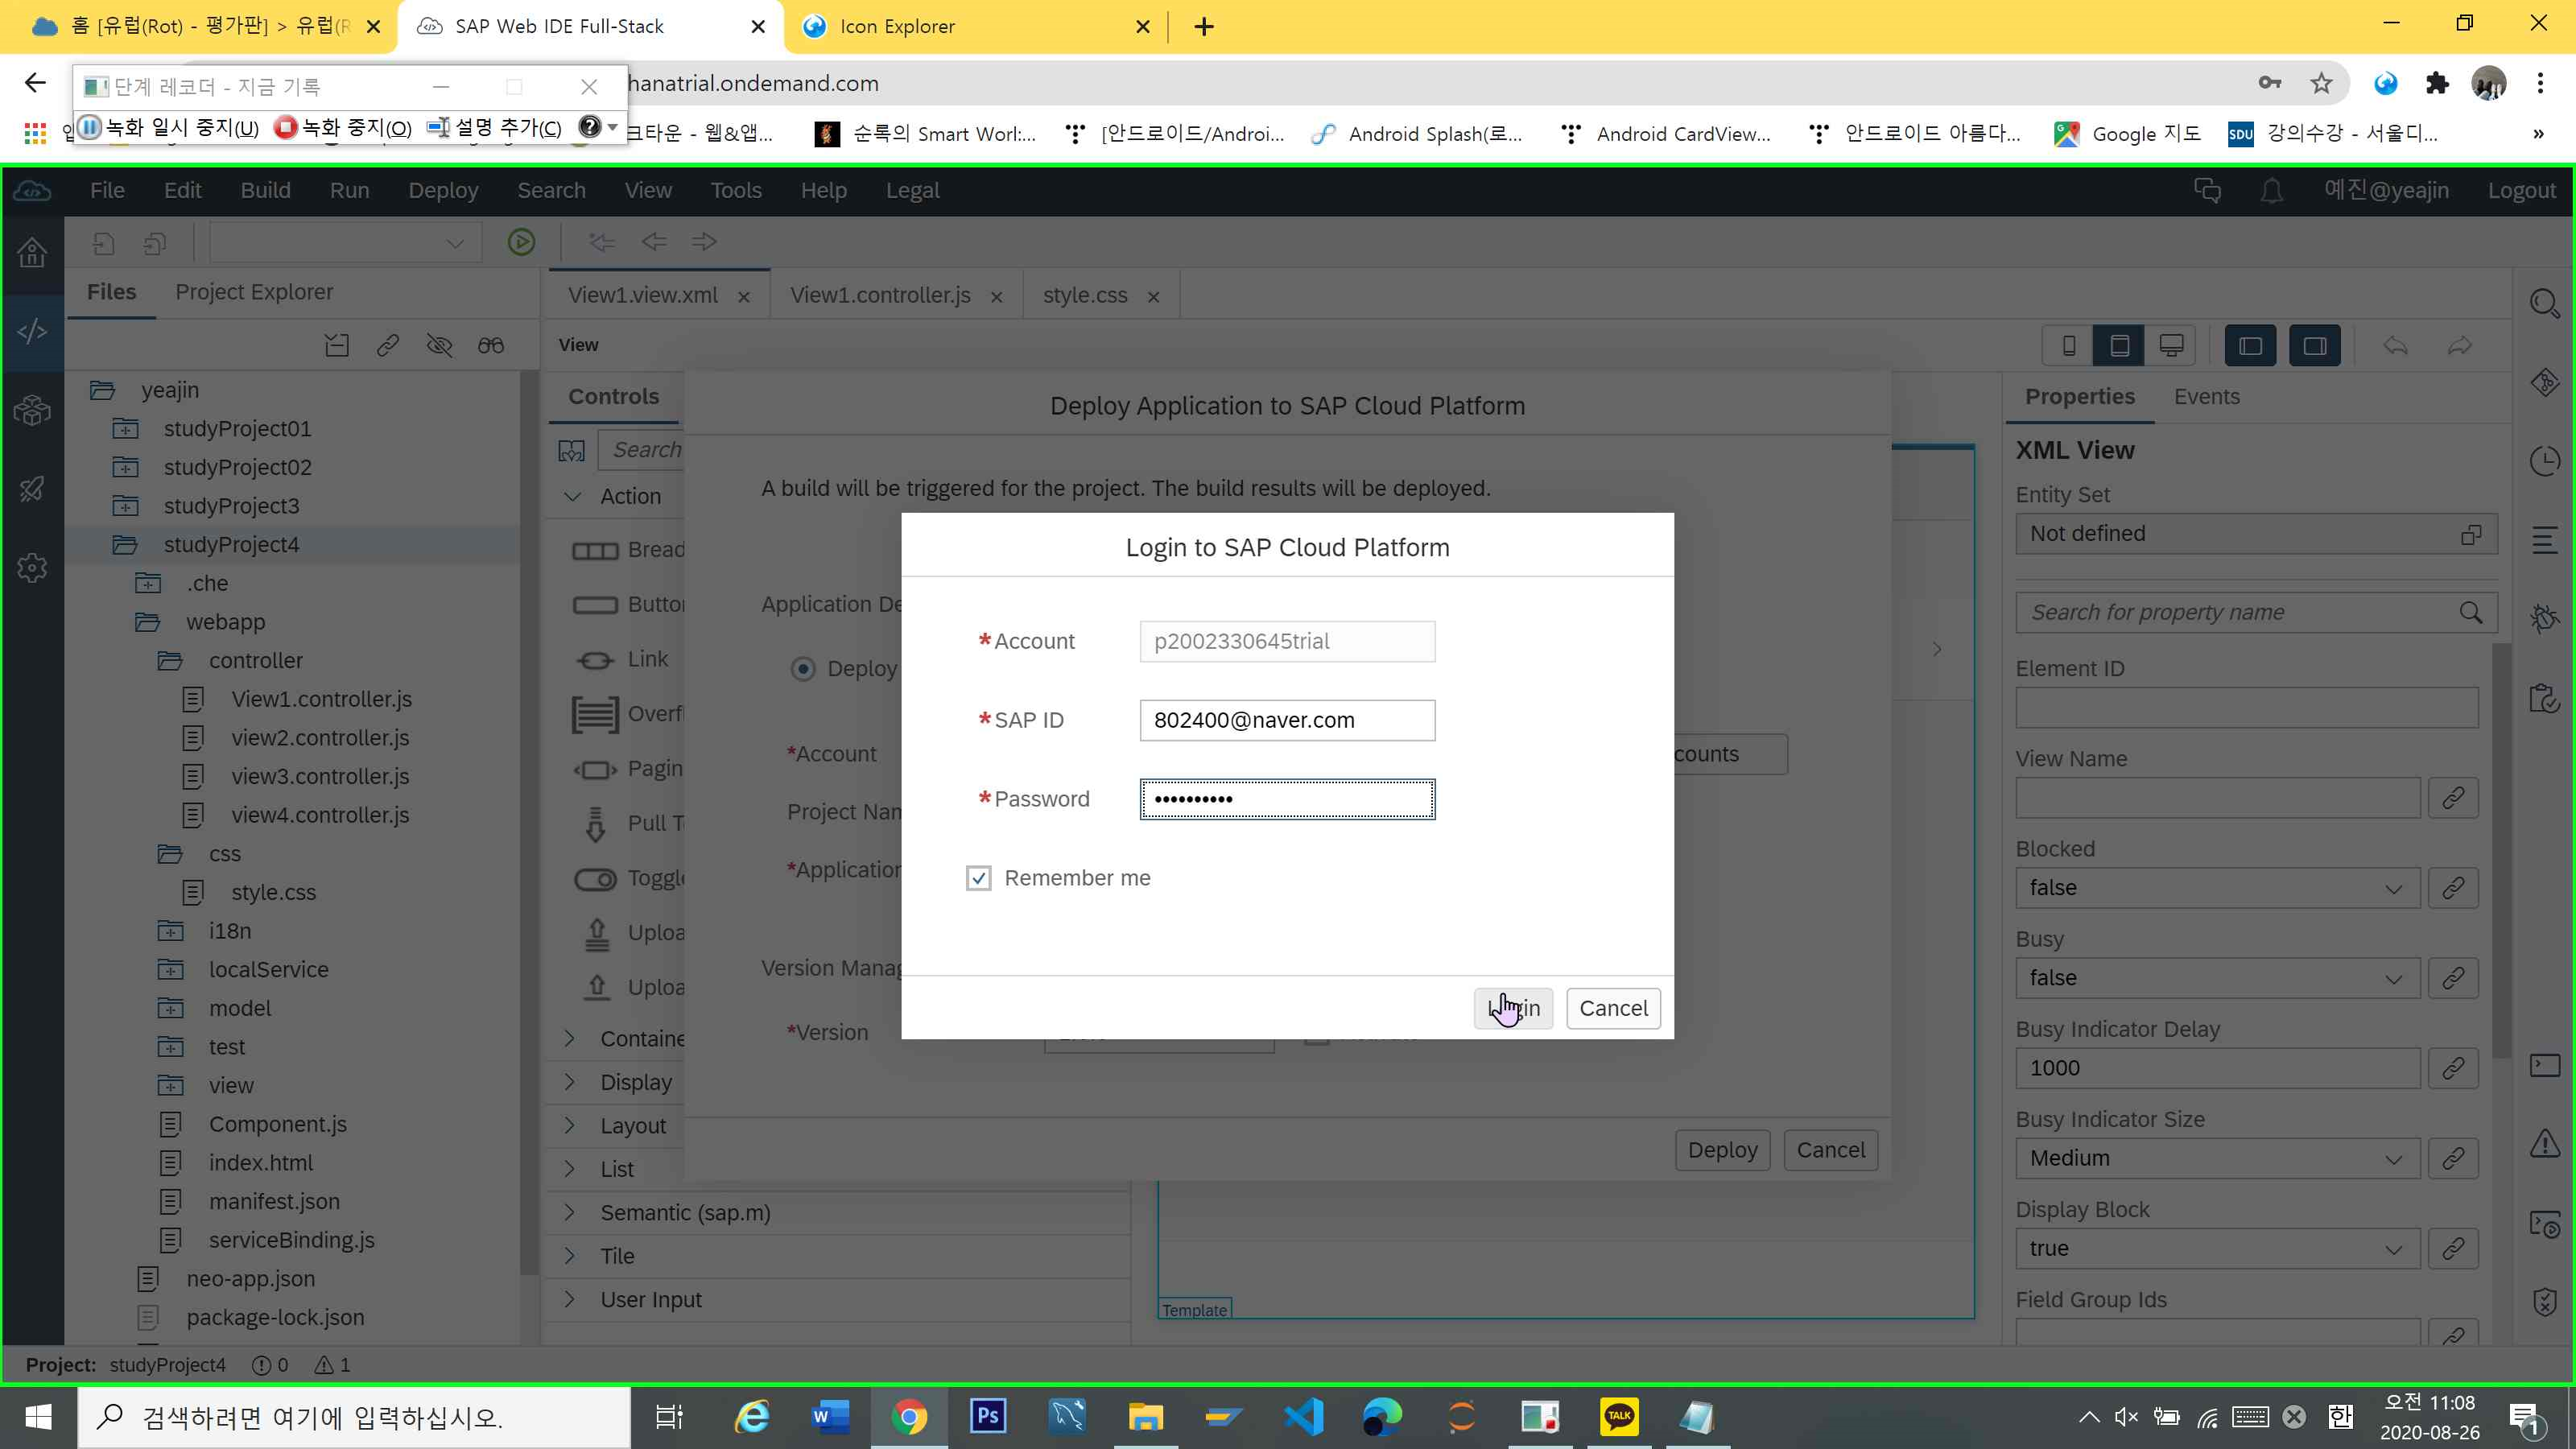 홈 [유럽(Rot) - 평가판] > 유럽(R
SAP Web IDE Full-Stack
Icon Explorer
단계 레코더 - 지금 기록
hanatrial.ondemand.com
녹화 일시 중지(U)
녹화 중지(O)
설명 추가(C)
크타운 - 웹&앱...
순록의 Smart Worl:...
[안드로이드/Androi...
Android Splash(로...
Android CardView...
안드로이드 아름다...
Google 지도
SDU
강의수강 - 서울디...
»
File Edit Build Run Deploy Search View Tools Help Legal
예진@yeajin
Logout
Files
Project Explorer
View1.view.xml
View1.controller.js
style.css
View
yeajin
studyProject01
studyProject02
studyProject3
studyProject4
.che
webapp
controller
View1.controller.js
view2.controller.js
view3.controller.js
view4.controller.js
css
style.css
i18n
localService
model
test
view
Component.js
index.html
manifest.json
serviceBinding.js
neo-app.json
package-lock.json
Controls
Search
Action
Bread
Butto
Link
Overf
Pagin
Pull T
Toggle
Uploa
Uploa
Containe
Display
Layout
List
Semantic (sap.m)
Tile
User Input
Deploy Application to SAP Cloud Platform
A build will be triggered for the project. The build results will be deployed.
Application De
Deploy
*Account
counts
Project Nam
*Application
Version Manag
*Version
Deploy
Cancel
Login to SAP Cloud Platform
*Account
p2002330645trial
*SAP ID
802400@naver.com
*Password
••••••••••
Remember me
Cancel
Template
Properties
Events
XML View
Entity Set
Not defined
Search for property name
Element ID
View Name
Blocked
false
Busy
false
Busy Indicator Delay
1000
Busy Indicator Size
Medium
Display Block
true
Field Group Ids
Project: studyProject4
0
1
검색하려면 여기에 입력하십시오.
W
Ps
TALK
한
오전 11:08
2020-08-26
1